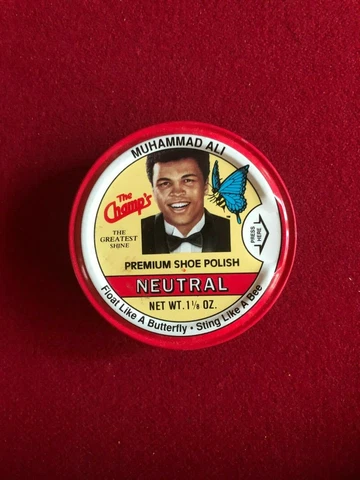 MUHAMMAD ALI
The
Champ's
THE
GREATEST
SHINE
PRESS
HERE
PREMIUM SHOE POLISH
NEUTRAL
NET WT. 1 1/8 OZ.
Float Like A Butterfly • Sting Like A Bee